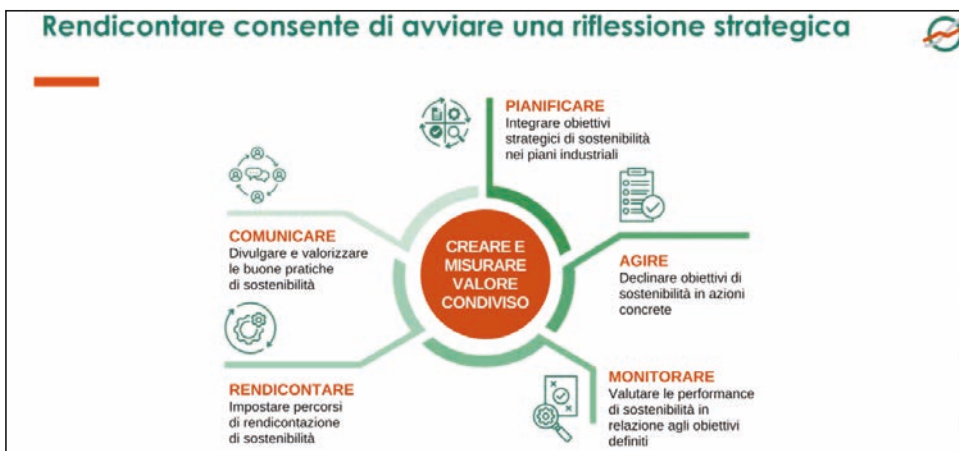 Rendicontare consente di avviare una riflessione strategica
PIANIFICARE
Integrare obiettivi
strategici di sostenibilità
nei piani industriali
AGIRE
Declinare obiettivi di
sostenibilità in azioni
concrete
MONITORARE
Valutare le performance
di sostenibilità in
relazione agli obiettivi
definiti
RENDICONTARE
Impostare percorsi
di rendicontazione
di sostenibilità
COMUNICARE
Divulgare e valorizzare
le buone pratiche
di sostenibilità
CREARE E
MISURARE
VALORE
CONDIVISO